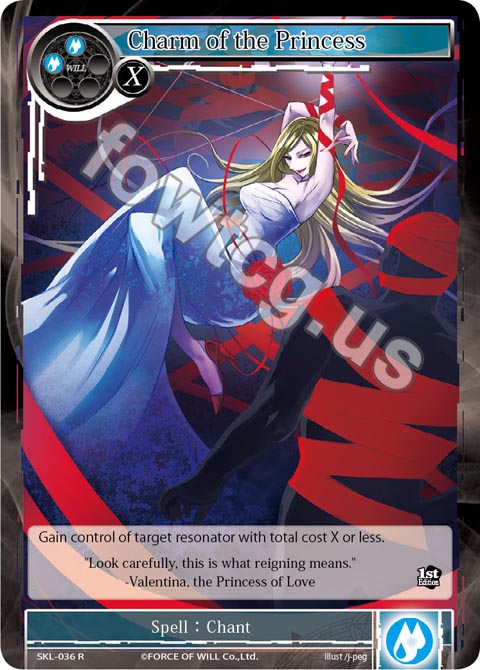 Charm of the Princess
WILL
X
fowtcg.us
Gain control of target resonator with total cost X or less.
"Look carefully, this is what reigning means."
-Valentina, the Princess of Love
1st
Edition
Spell : Chant
SKL-036 R
©FORCE OF WILL Co.,Ltd.
Illust /j-peg